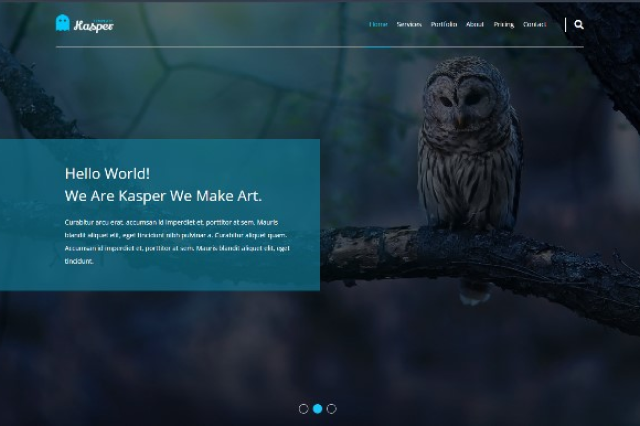 Kasper
Home Services Portfolio About Pricing Contact
Hello World!
We Are Kasper We Make Art.
Curabitur arcu erat, accumsan id imperdiet et, porttitor at sem. Mauris
blandit aliquet elit, eget tincidunt nibh pulvinar a. Curabitur aliquet quam.
Accumsan id imperdiet et, porttitor at sem. Mauris blandit aliquet elit, eget
tincidunt.